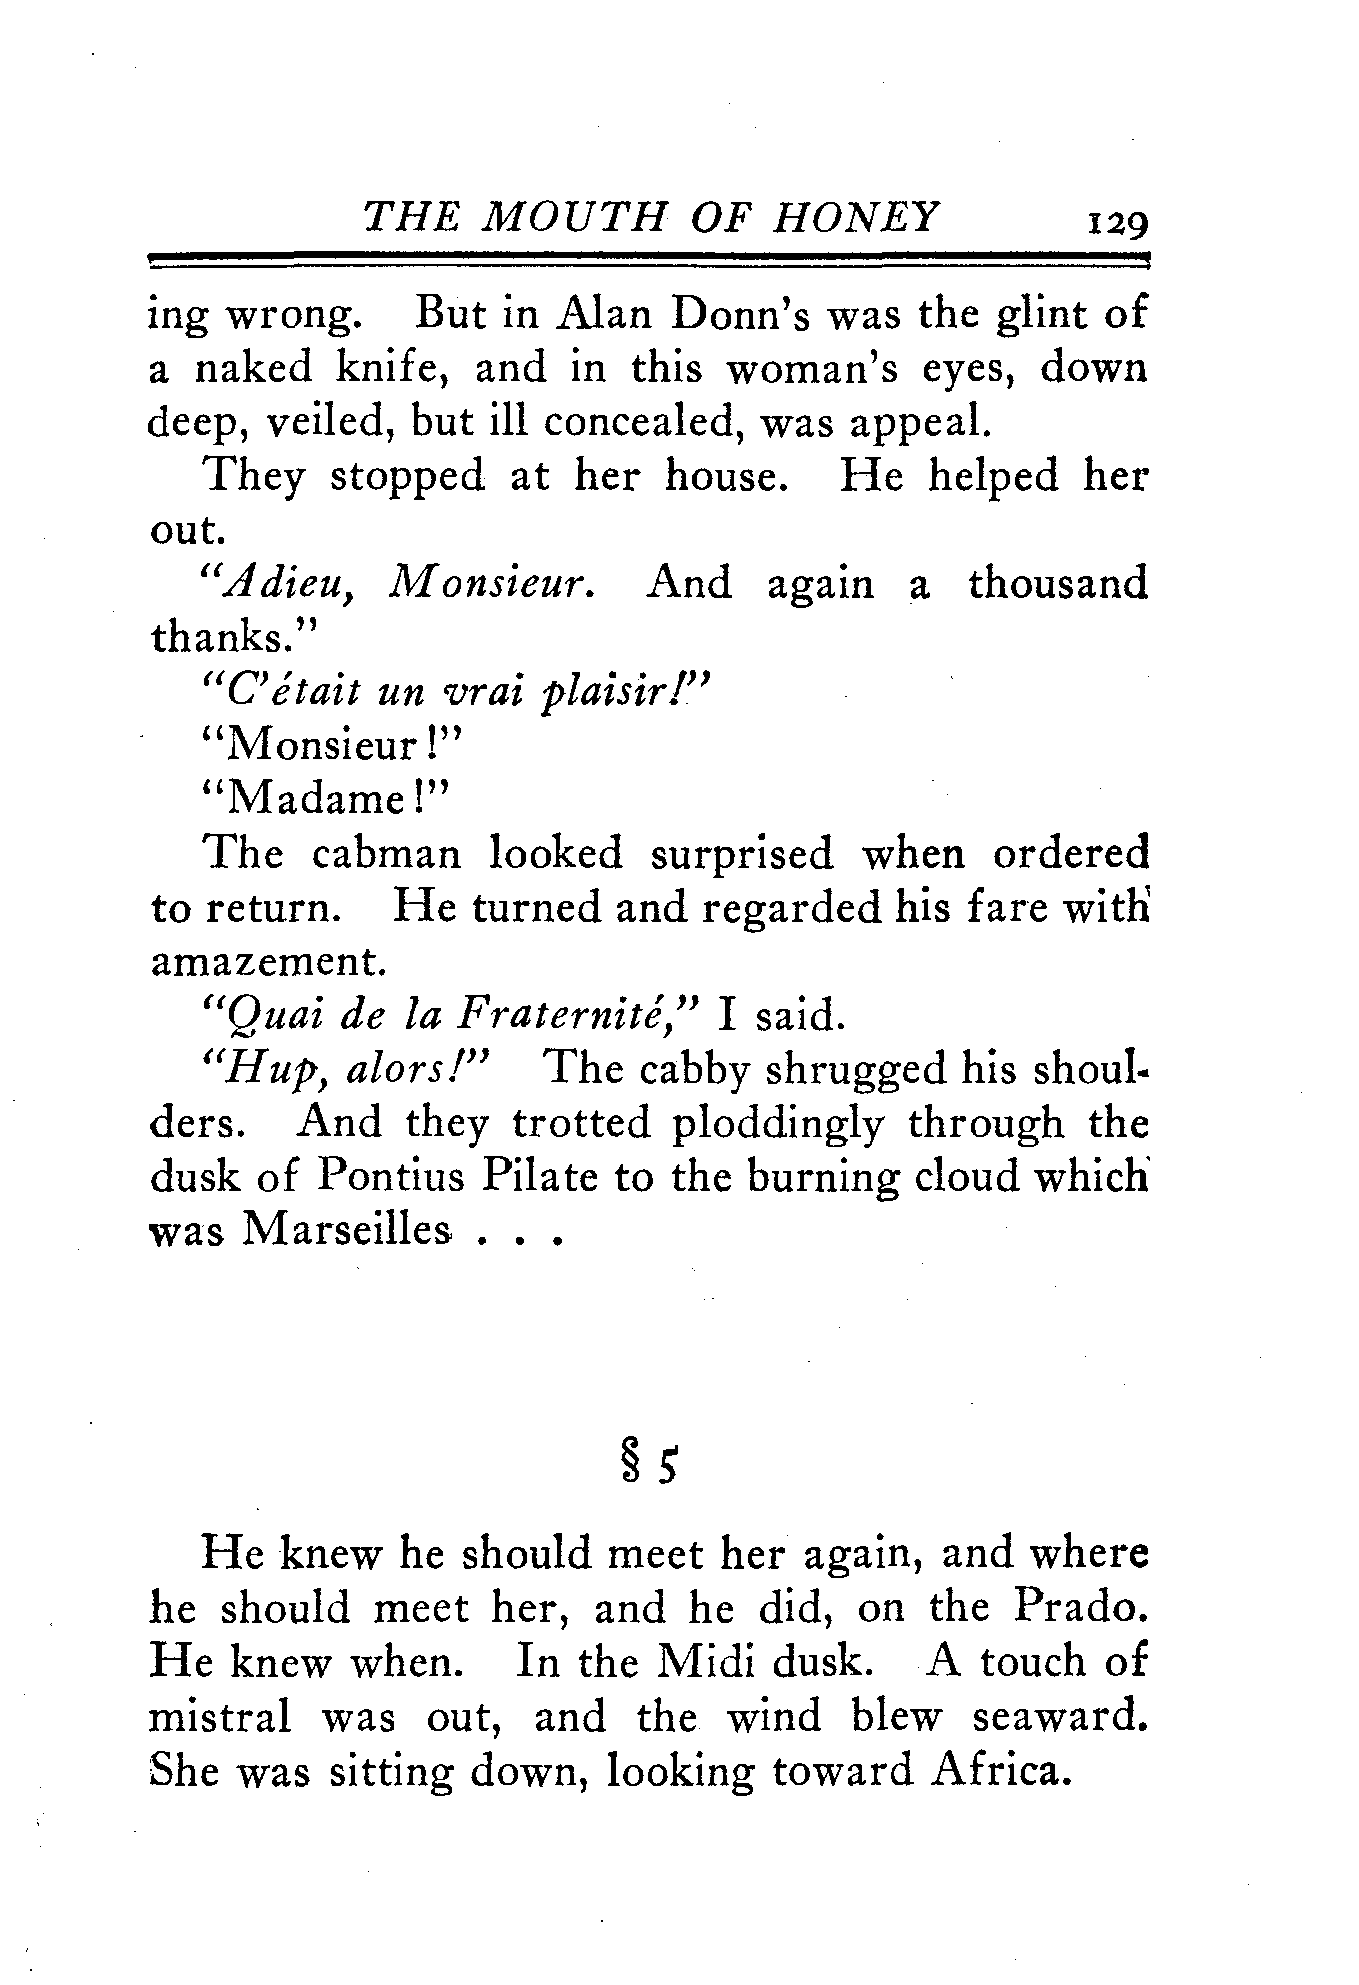 THE MOUTH OF HONEY 129
ing wrong. But in Alan Donn's was the glint of
a naked knife, and in this woman's eyes, down
deep, veiled, but ill concealed, was appeal.
They stopped at her house. He helped her
out.
"Adieu, Monsieur. And again a thousand
thanks."
"C'était un vrai plaisir!"
"Monsieur!"
"Madame!"
The cabman looked surprised when ordered
to return. He turned and regarded his fare with
amazement.
"Quai de la Fraternité," I said.
"Hup, alors!" The cabby shrugged his shoul-
ders. And they trotted ploddingly through the
dusk of Pontius Pilate to the burning cloud which
was Marseilles . . .
§ 5
He knew he should meet her again, and where
he should meet her, and he did, on the Prado.
He knew when. In the Midi dusk. A touch of
mistral was out, and the wind blew seaward.
She was sitting down, looking toward Africa.